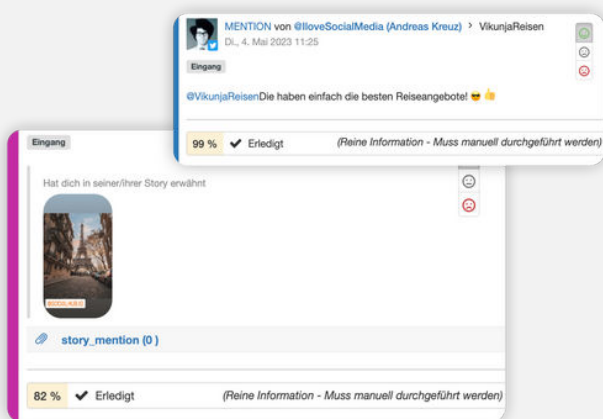 MENTION von @IloveSocialMedia (Andreas Kreuz) > VikunjaReisen
Di., 4. Mai 2023 11:25
Eingang
@VikunjaReisenDie haben einfach die besten Reiseangebote! 😎 👍
99 % ✔ Erledigt (Reine Information - Muss manuell durchgeführt werden)
Eingang
Hat dich in seiner/ihrer Story erwähnt
story_mention (0 )
82 % ✔ Erledigt (Reine Information - Muss manuell durchgeführt werden)